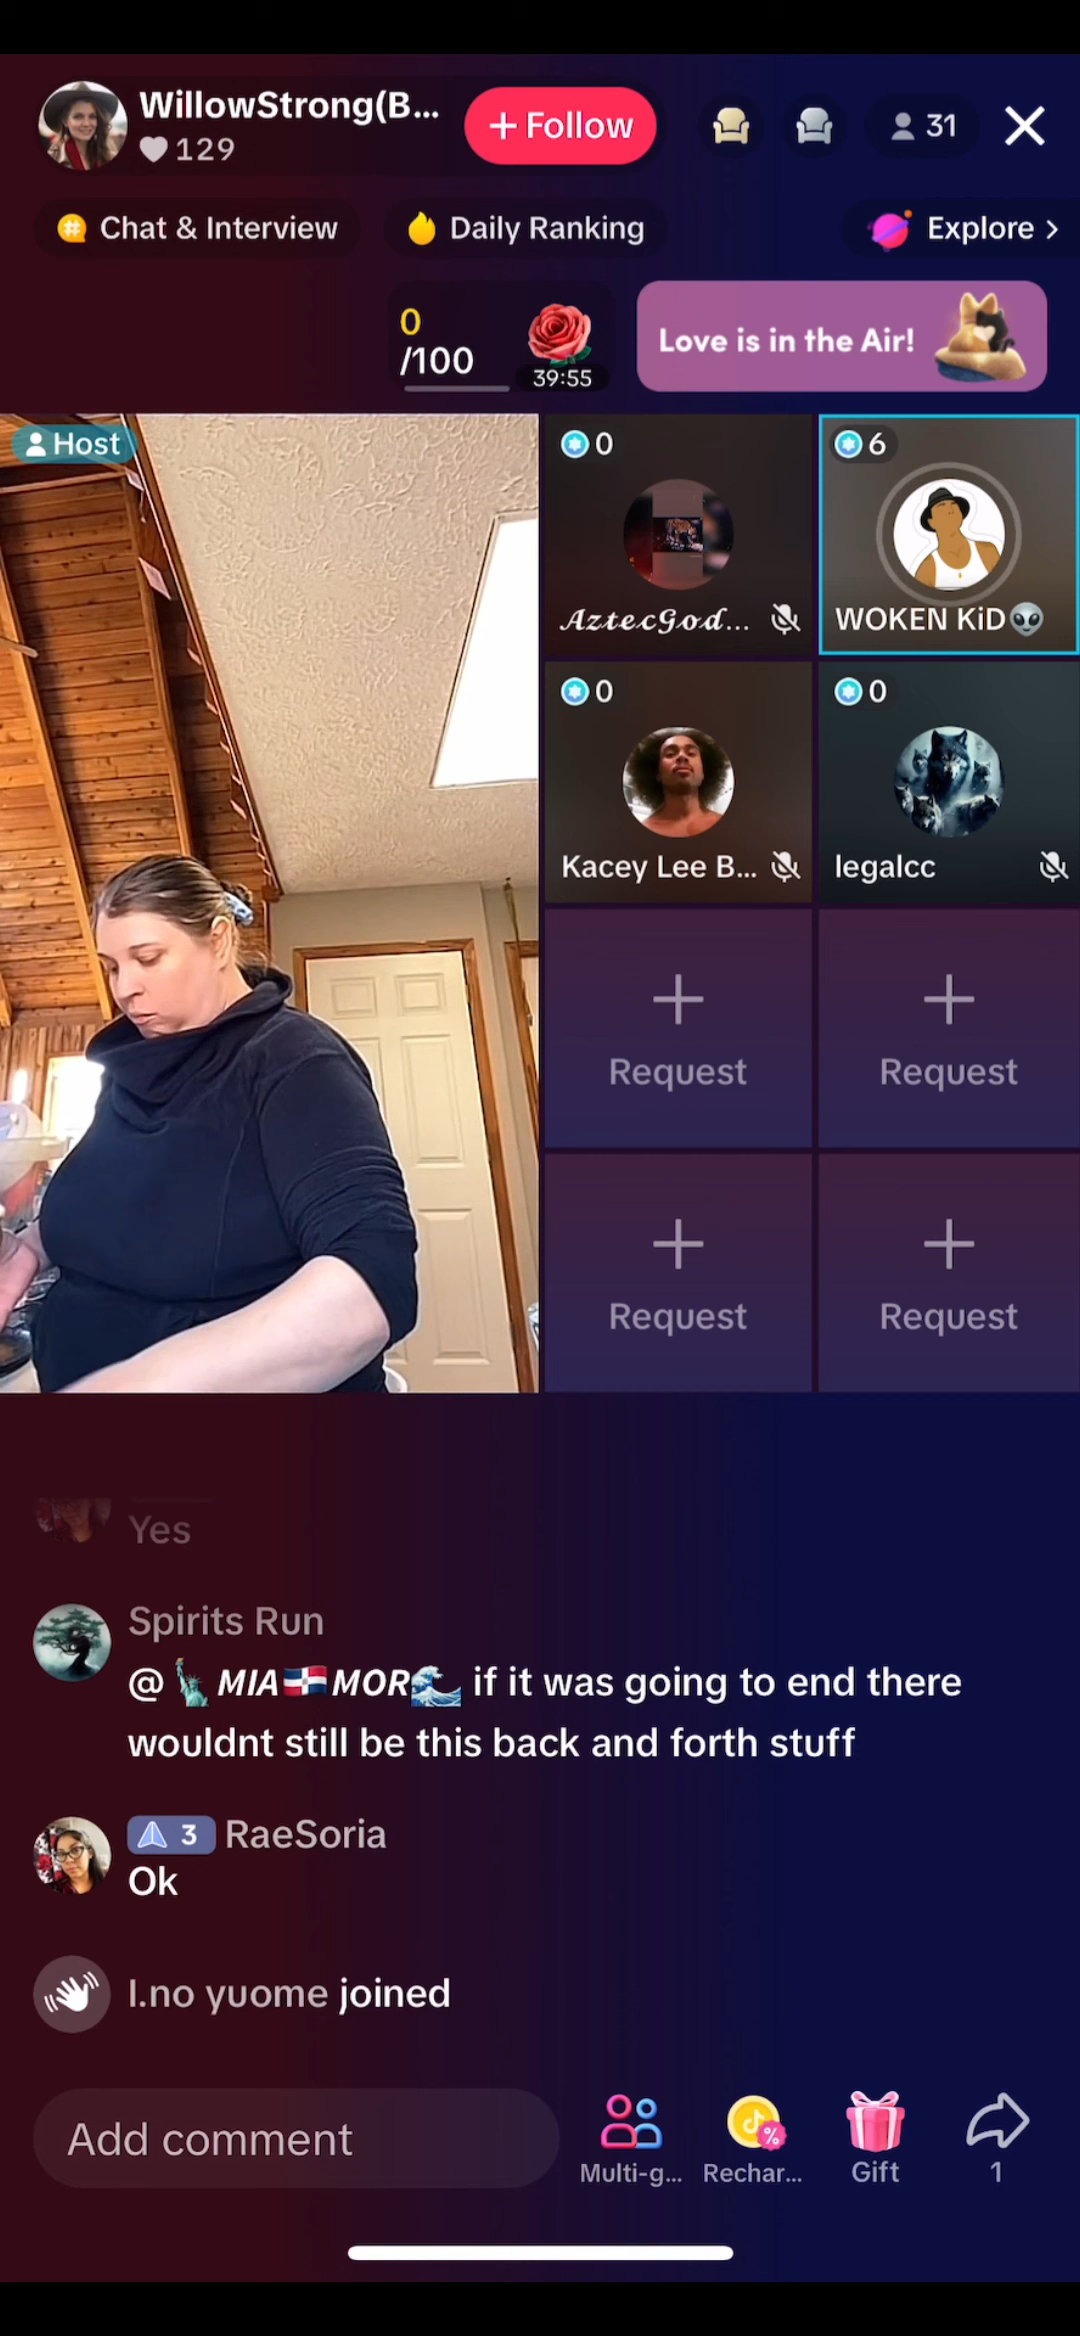 WillowStrong(B...
129
+ Follow
31
Chat & Interview
Daily Ranking
Explore >
0
/100
39:55
Love is in the Air!
Host
0
𝓐𝔃𝓽𝓮𝓬𝓖𝓸𝓭...
6
WOKEN KiD👽
0
Kacey Lee B...
0
legalcc
Request
Request
Request
Request
Yes
Spirits Run
@🗽𝙈𝙄𝘼🇩🇴𝙈𝙊𝙍🌊 if it was going to end there
wouldnt still be this back and forth stuff
3 RaeSoria
Ok
I.no yuome joined
Add comment
Multi-g...
Rechar...
Gift
1